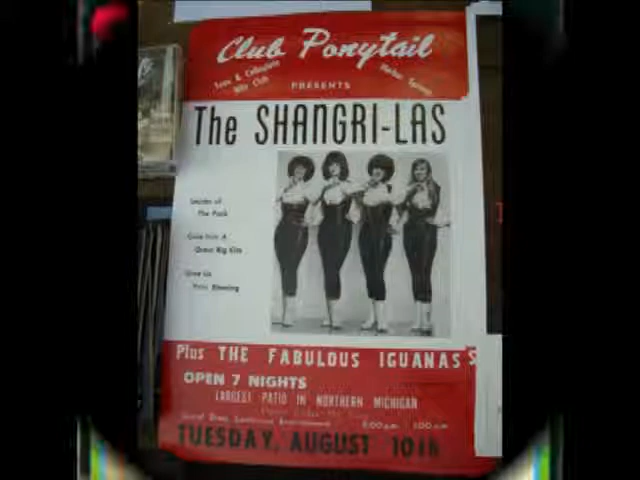 Club Ponytail
Teen & Collegiate
Nite Club
Harbor Springs
PRESENTS
The SHANGRI-LAS
Leader of
The Pack
Give Him A
Great Big Kiss
Give Us
Your Blessing
Plus THE FABULOUS IGUANAS
OPEN 7 NIGHTS
LARGEST PATIO IN NORTHERN MICHIGAN
TUESDAY, AUGUST 10th